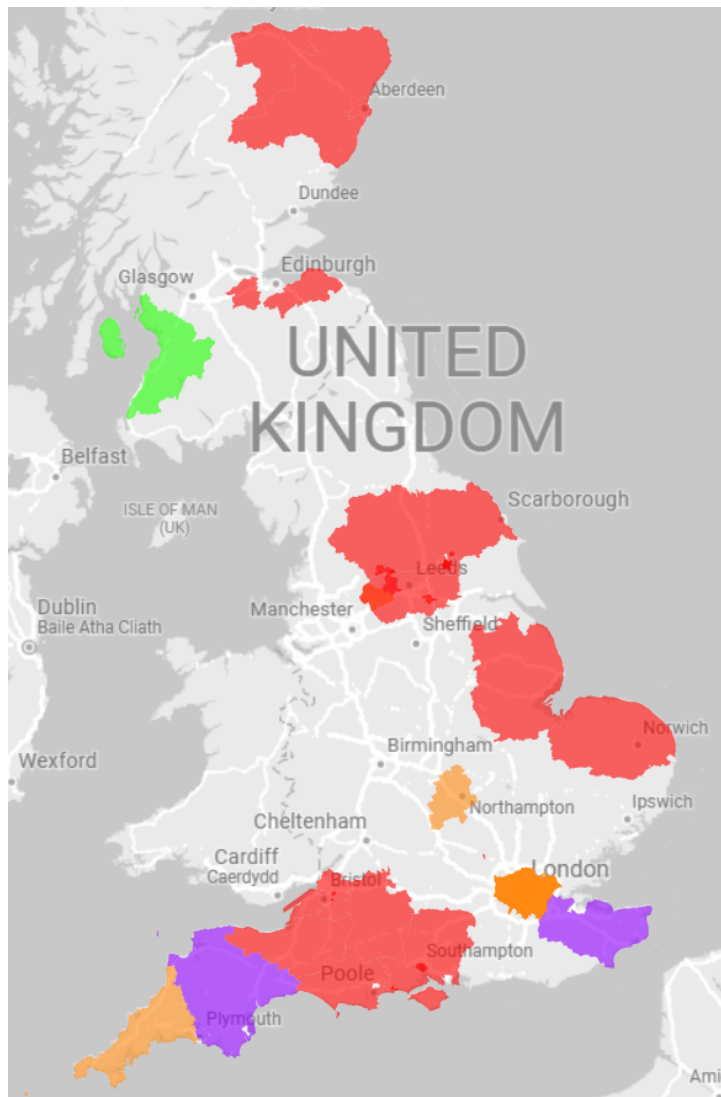 Aberdeen
Dundee
Glasgow
Edinburgh
UNITED
KINGDOM
Belfast
ISLE OF MAN
(UK)
Scarborough
Leeds
Dublin
Baile Atha Cliath
Manchester
Sheffield
Norwich
Wexford
Birmingham
Northampton
Ipswich
Cheltenham
Cardiff
Caerdydd
London
Bristol
Southampton
Poole
Plymouth
Ami